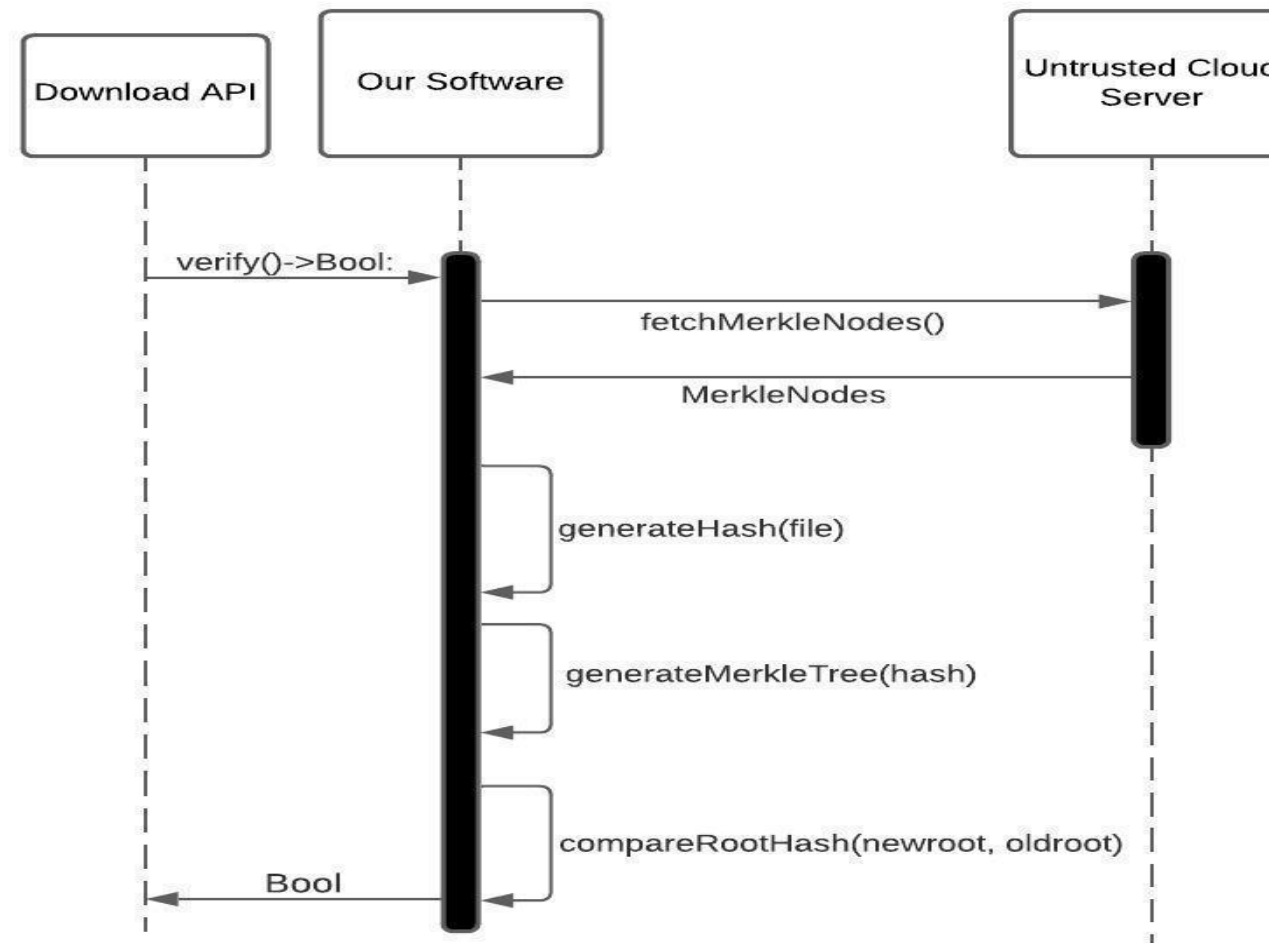 Download API
Our Software
Untrusted Cloud
Server
verify()->Bool:
fetchMerkleNodes()
MerkleNodes
generateHash(file)
generateMerkleTree(hash)
compareRootHash(newroot, oldroot)
Bool